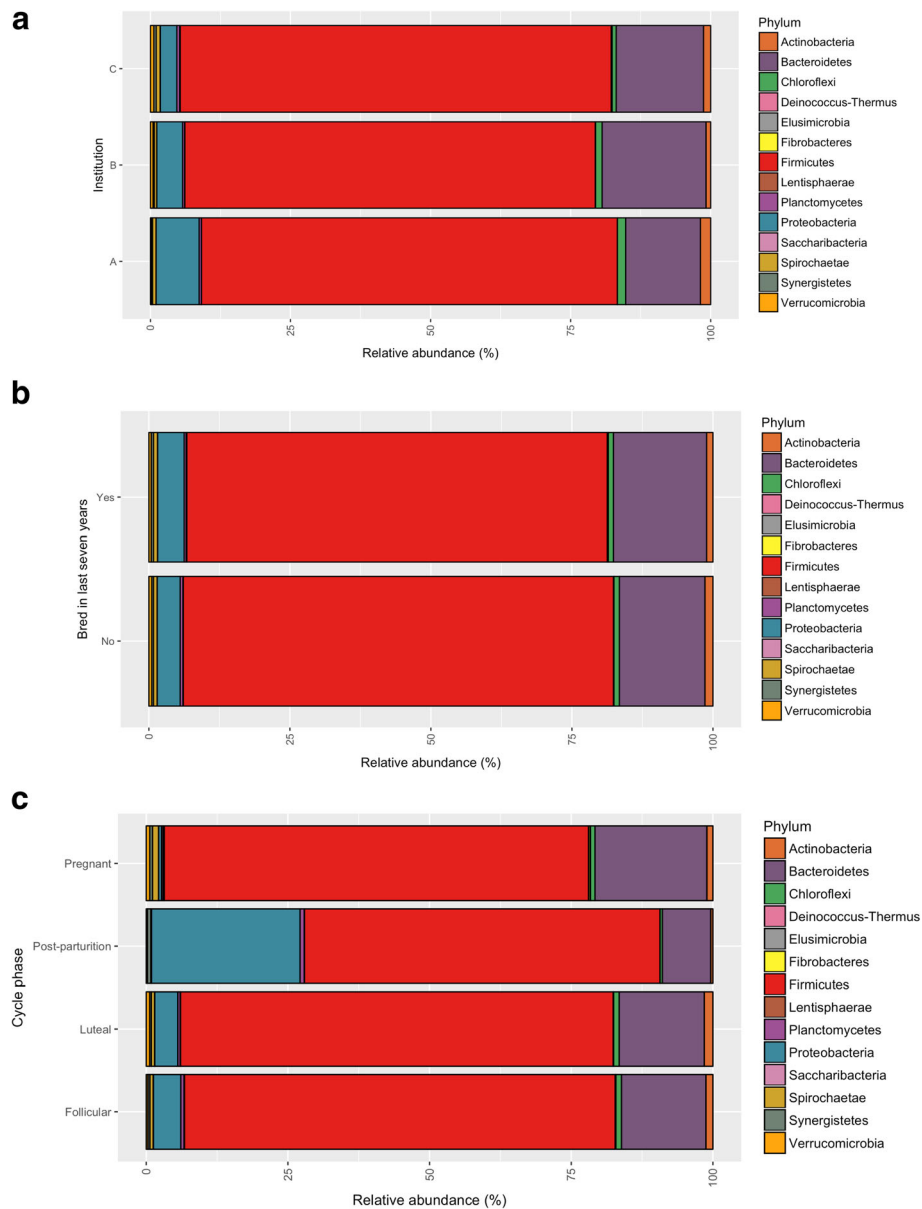 a
Phylum
Actinobacteria
Bacteroidetes
Chloroflexi
Deinococcus-Thermus
Elusimicrobia
Fibrobacteres
Firmicutes
Lentisphaerae
Planctomycetes
Proteobacteria
Saccharibacteria
Spirochaetae
Synergistetes
Verrucomicrobia
Institution
C
B
A
0
25
50
75
100
Relative abundance (%)
b
Phylum
Actinobacteria
Bacteroidetes
Chloroflexi
Deinococcus-Thermus
Elusimicrobia
Fibrobacteres
Firmicutes
Lentisphaerae
Planctomycetes
Proteobacteria
Saccharibacteria
Spirochaetae
Synergistetes
Verrucomicrobia
Bred in last seven years
Yes
No
0
25
50
75
100
Relative abundance (%)
c
Phylum
Actinobacteria
Bacteroidetes
Chloroflexi
Deinococcus-Thermus
Elusimicrobia
Fibrobacteres
Firmicutes
Lentisphaerae
Planctomycetes
Proteobacteria
Saccharibacteria
Spirochaetae
Synergistetes
Verrucomicrobia
Cycle phase
Pregnant
Post-parturition
Luteal
Follicular
0
25
50
75
100
Relative abundance (%)